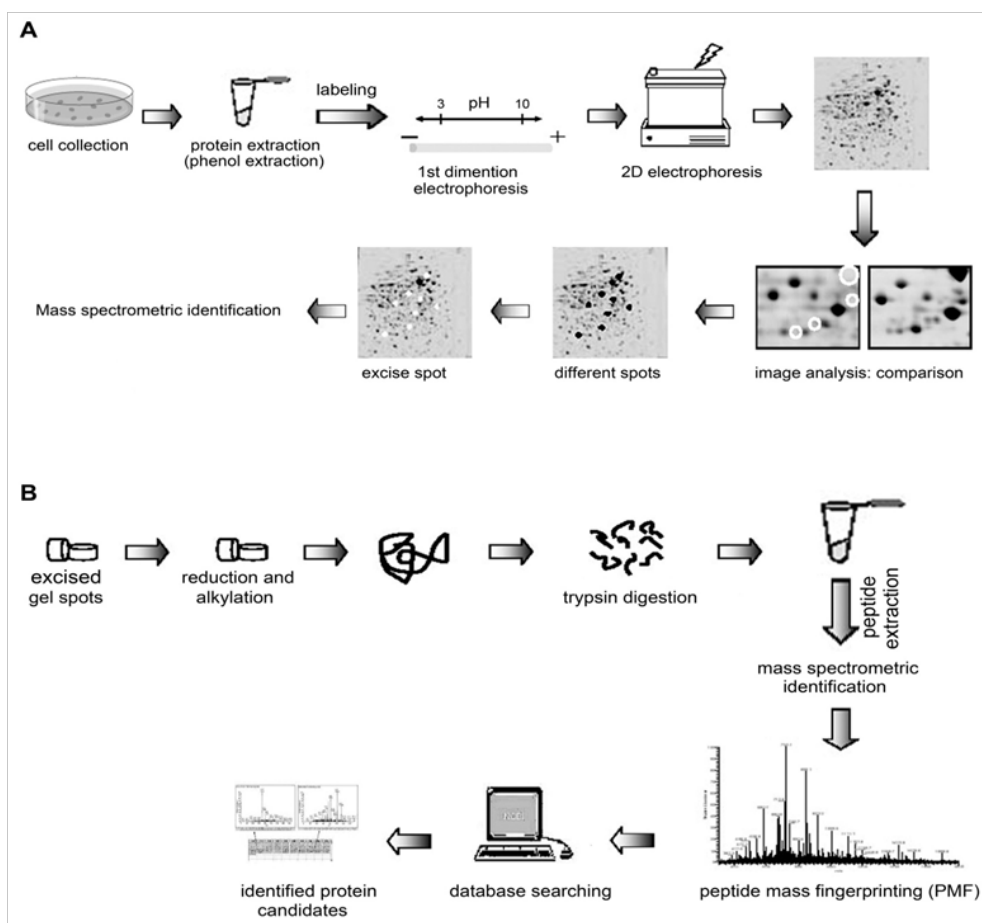 A
cell collection
protein extraction
(phenol extraction)
labeling
3 pH 10
− +
1st dimention
electrophoresis
2D electrophoresis
image analysis: comparison
different spots
excise spot
Mass spectrometric identification
B
excised
gel spots
reduction and
alkylation
trypsin digestion
peptide
extraction
mass spectrometric
identification
peptide mass fingerprinting (PMF)
database searching
identified protein
candidates